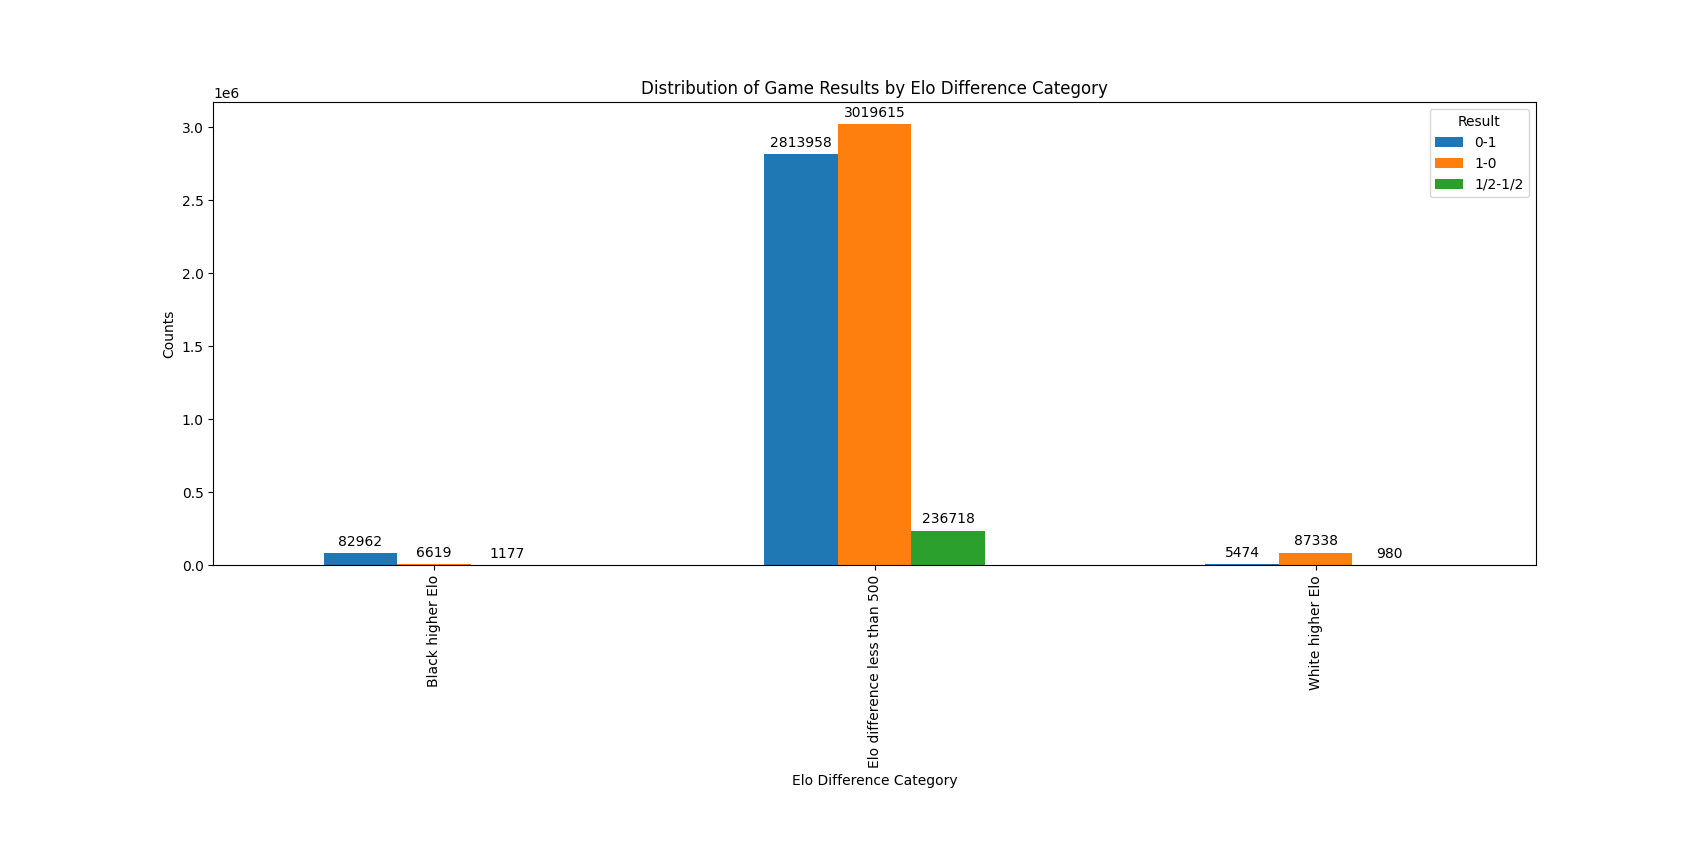 Distribution of Game Results by Elo Difference Category
1e6
3.0
2.5
2.0
1.5
1.0
0.5
0.0
Counts
82962
6619
1177
2813958
3019615
236718
5474
87338
980
Result
0-1
1-0
1/2-1/2
Black higher Elo
Elo difference less than 500
White higher Elo
Elo Difference Category